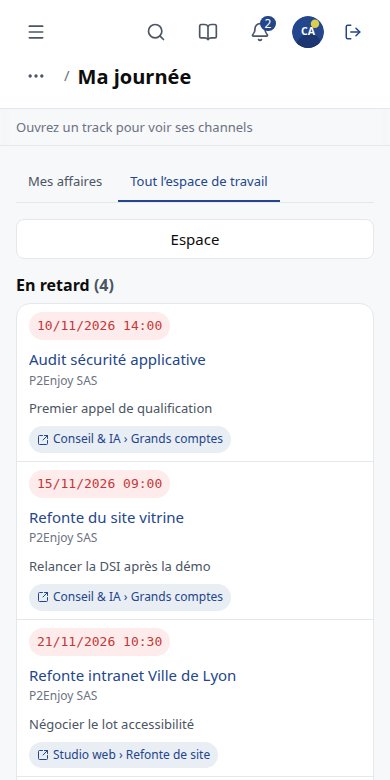 2
CA
••• / Ma journée
Ouvrez un track pour voir ses channels
Mes affaires Tout l’espace de travail
Espace
En retard (4)
10/11/2026 14:00
Audit sécurité applicative
P2Enjoy SAS
Premier appel de qualification
Conseil & IA › Grands comptes
15/11/2026 09:00
Refonte du site vitrine
P2Enjoy SAS
Relancer la DSI après la démo
Conseil & IA › Grands comptes
21/11/2026 10:30
Refonte intranet Ville de Lyon
P2Enjoy SAS
Négocier le lot accessibilité
Studio web › Refonte de site